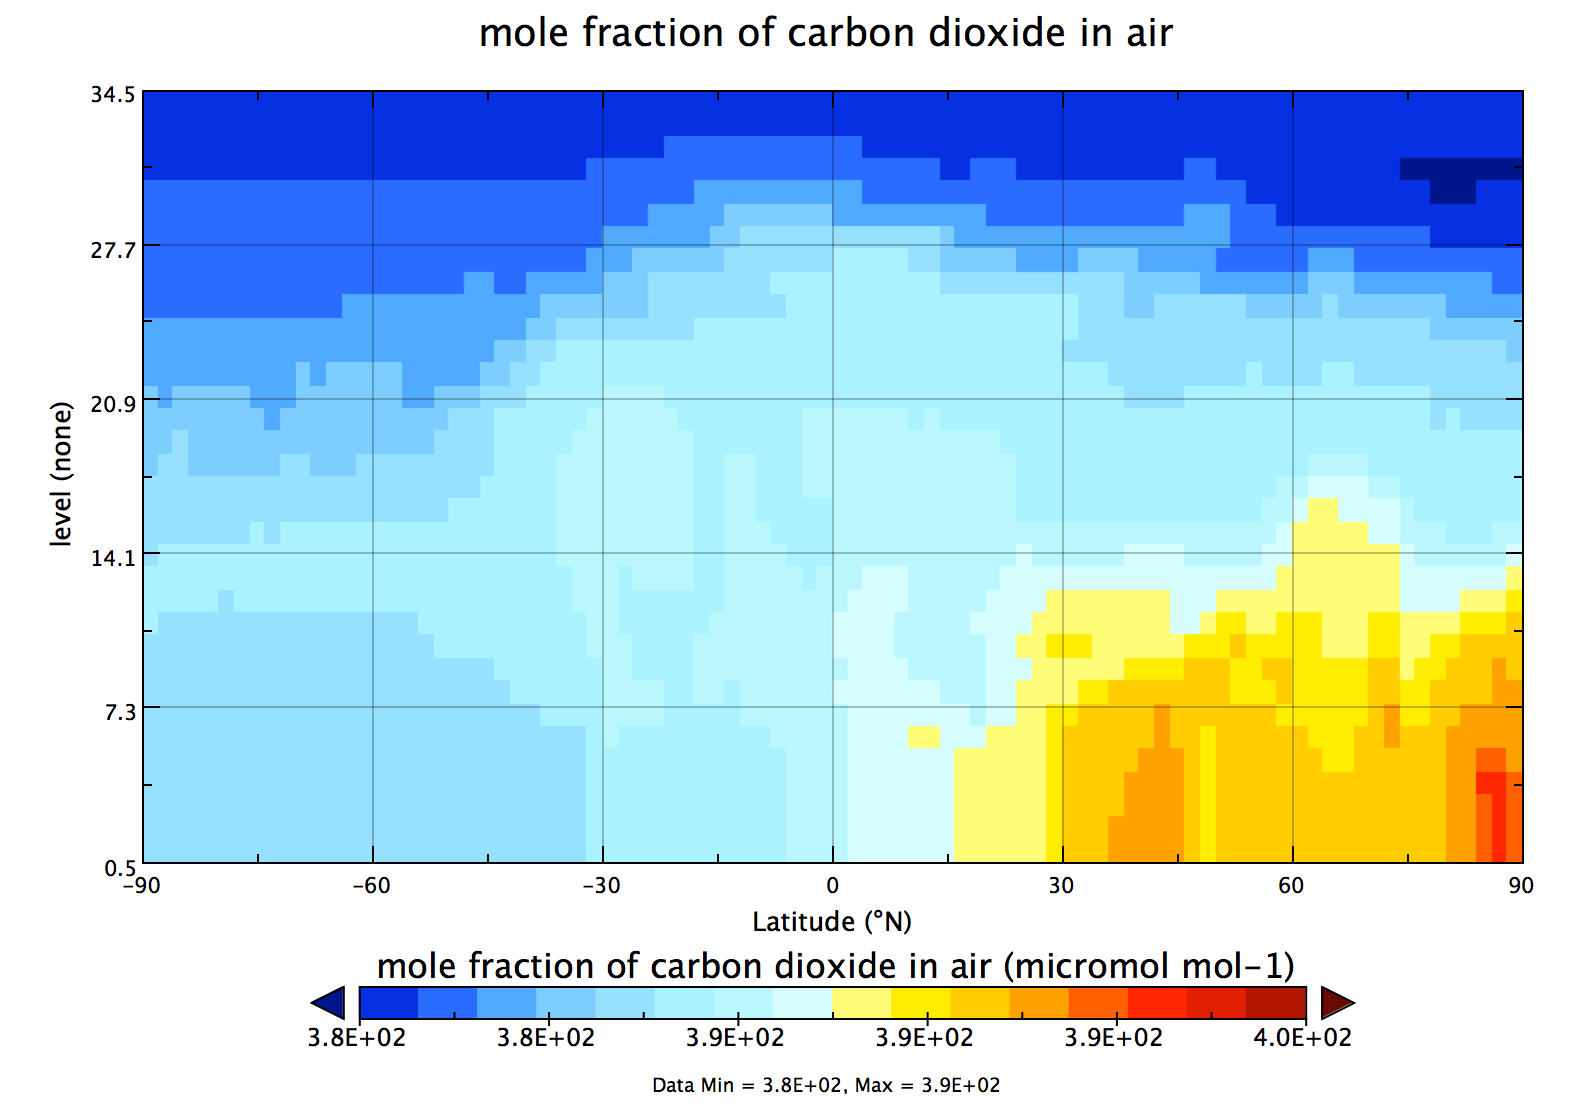 mole fraction of carbon dioxide in air
34.5
27.7
20.9
14.1
7.3
0.5
level (none)
−90 −60 −30 0 30 60 90
Latitude (°N)
mole fraction of carbon dioxide in air (micromol mol−1)
3.8E+02 3.8E+02 3.9E+02 3.9E+02 3.9E+02 4.0E+02
Data Min = 3.8E+02, Max = 3.9E+02